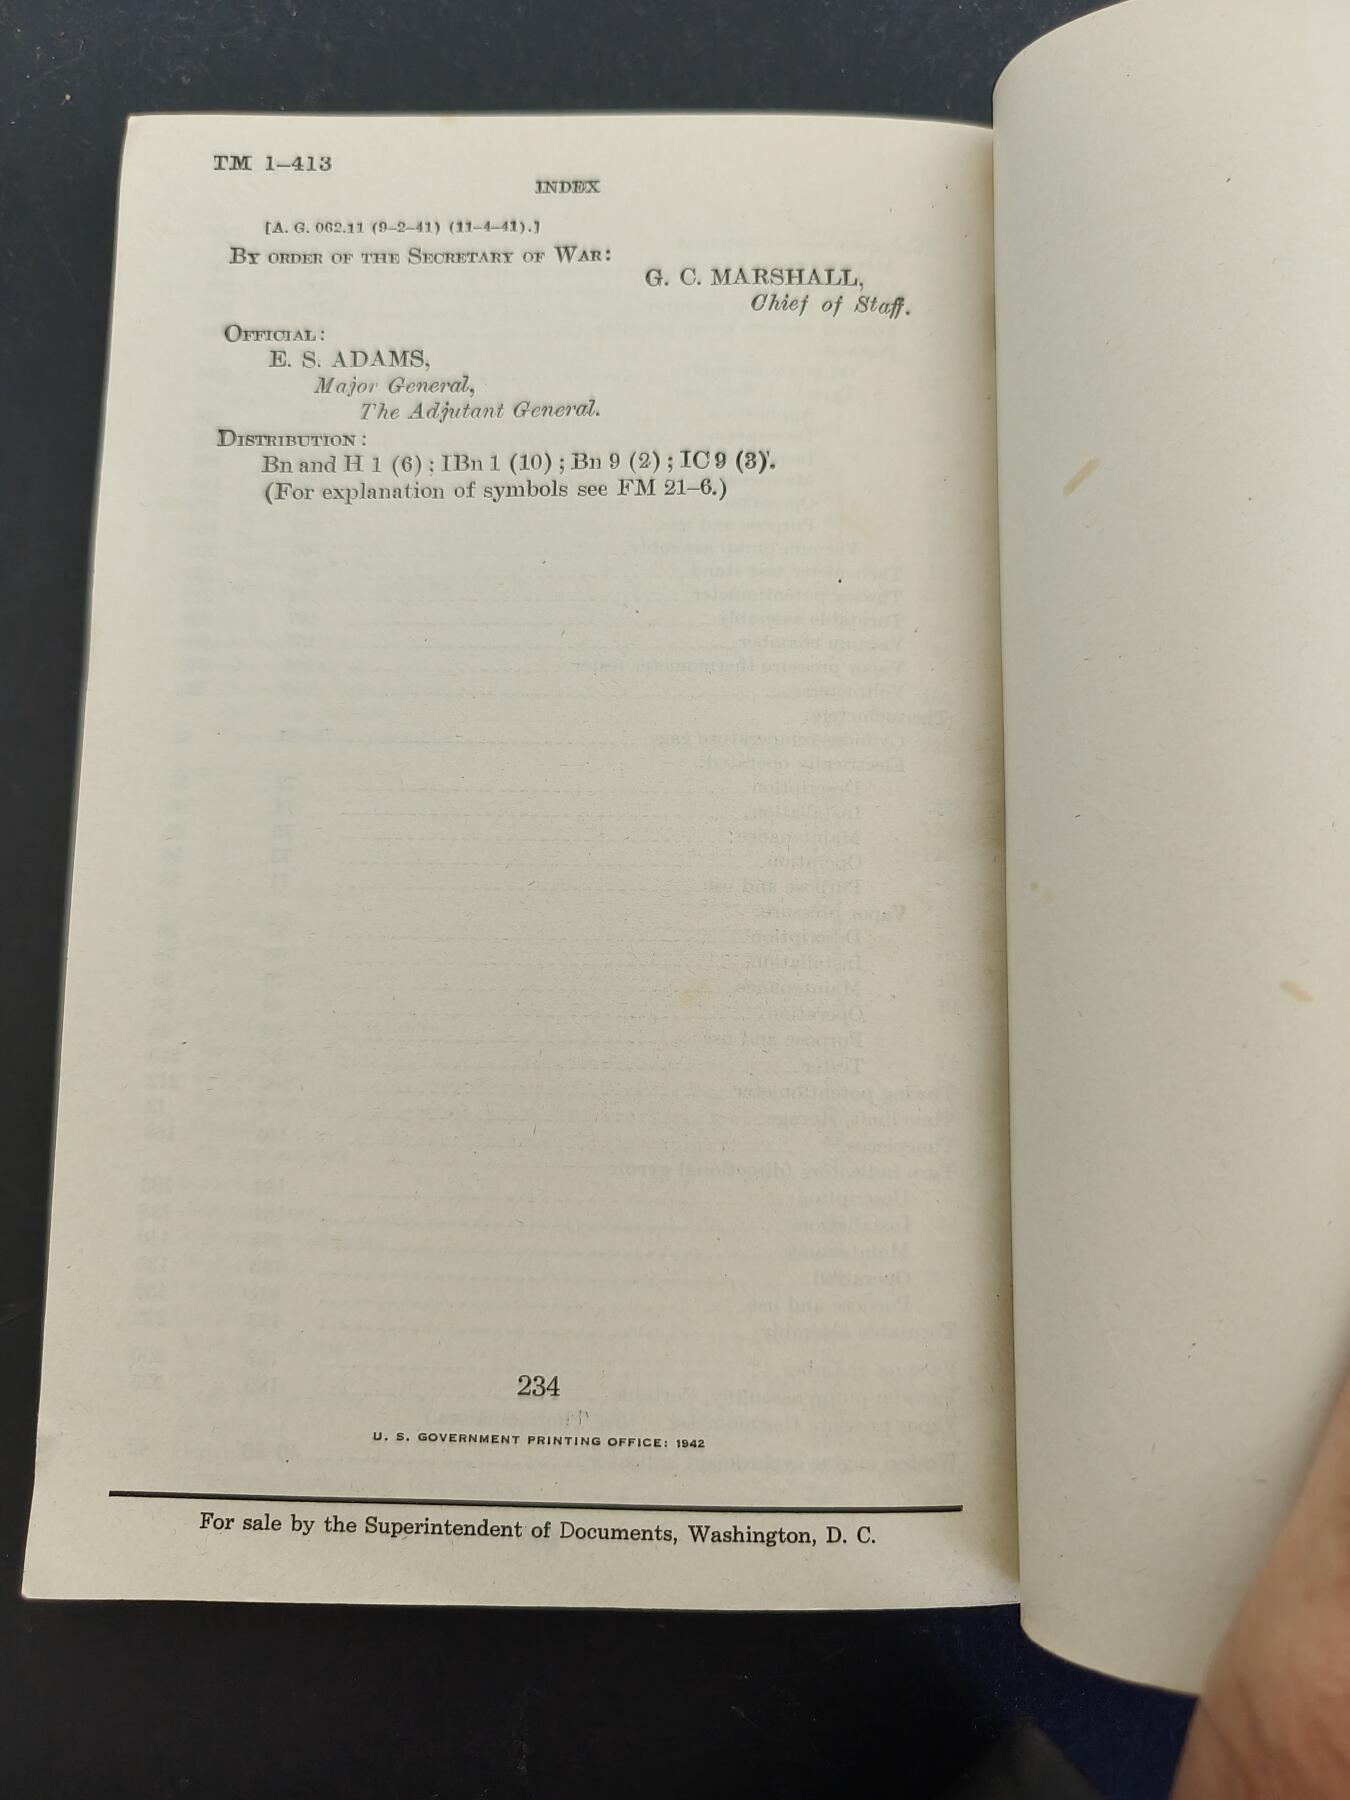 TM 1–413
INDEX
[A. G. 062.11 (9–2–41) (11–4–41).]
By order of the Secretary of War:
G. C. MARSHALL,
Chief of Staff.
Official:
E. S. ADAMS,
Major General,
The Adjutant General.
Distribution:
Bn and H 1 (6); IBn 1 (10); Bn 9 (2); IC 9 (3).
(For explanation of symbols see FM 21–6.)
234
U. S. GOVERNMENT PRINTING OFFICE: 1942
For sale by the Superintendent of Documents, Washington, D. C.